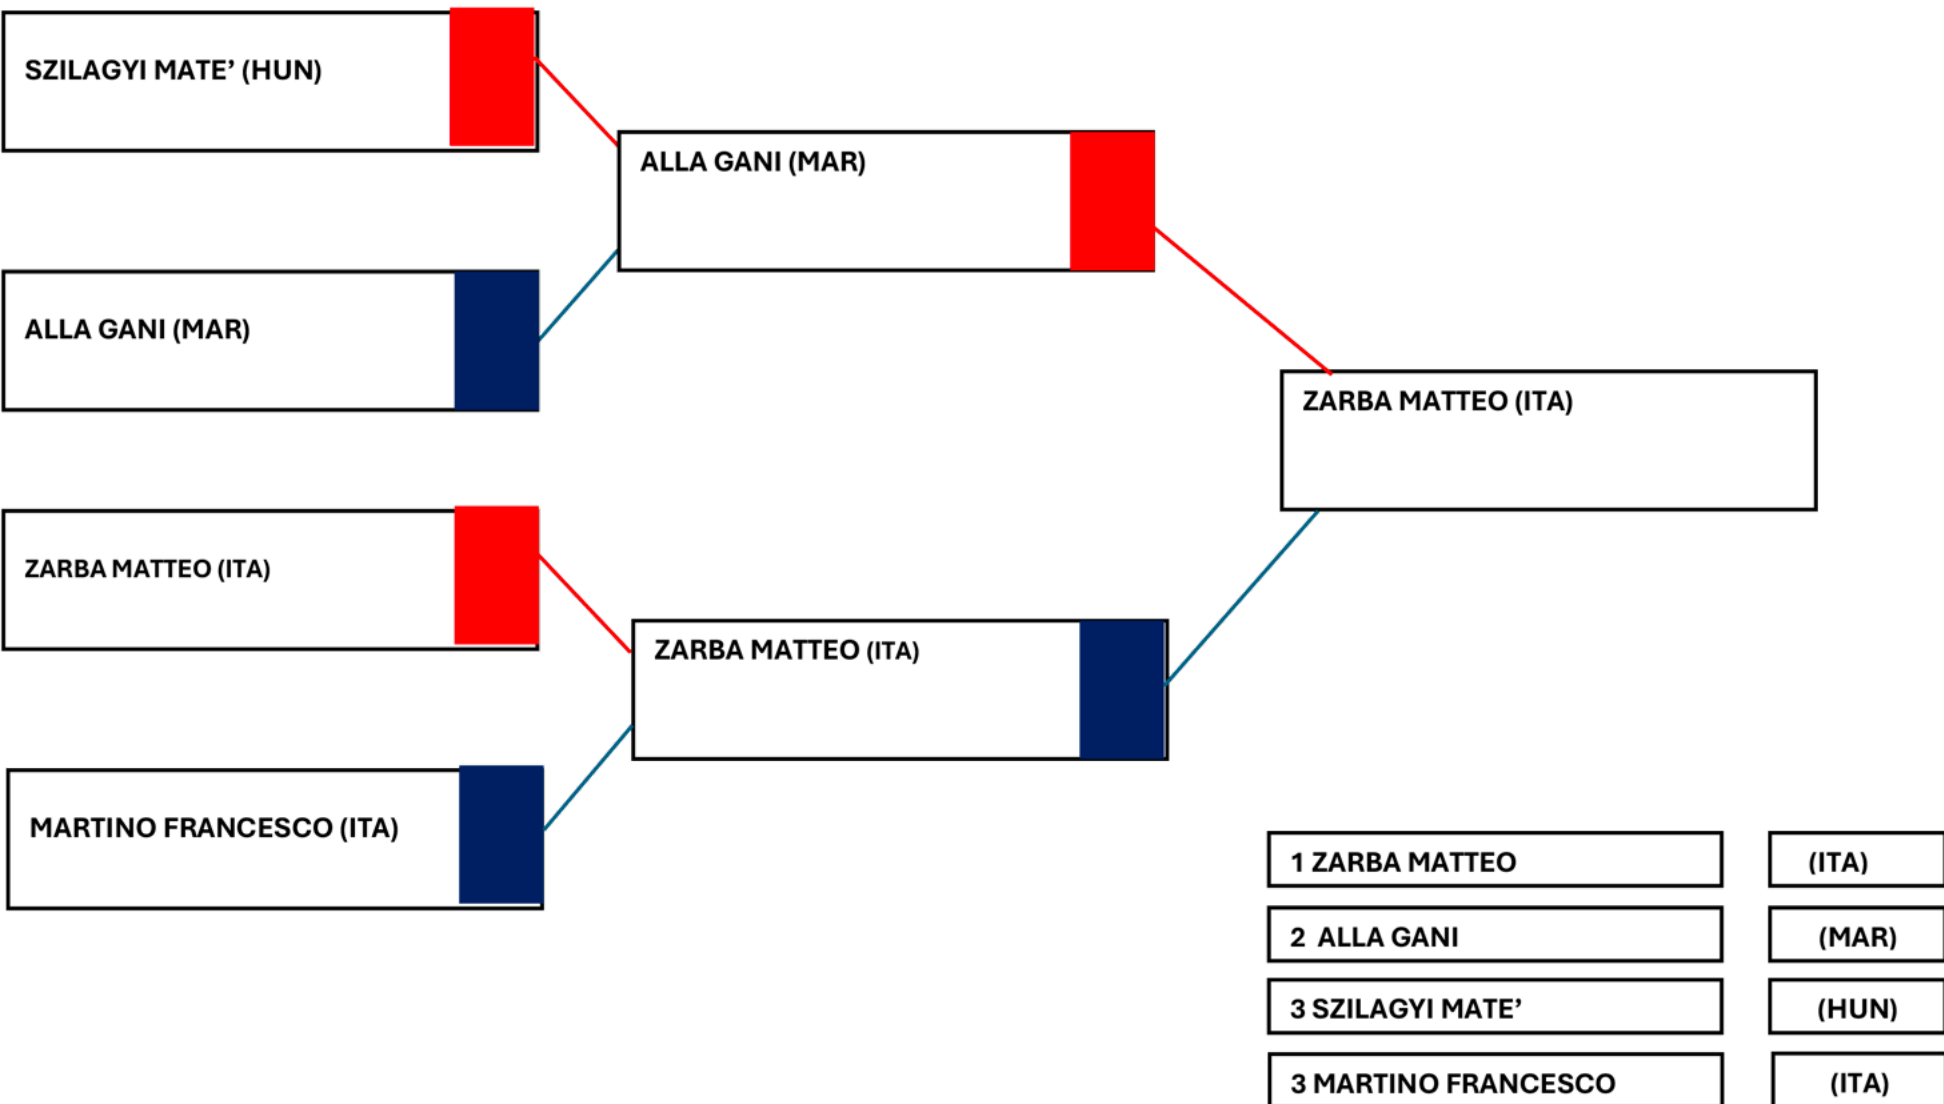 SZILAGYI MATE’ (HUN)
ALLA GANI (MAR)
ALLA GANI (MAR)
ZARBA MATTEO (ITA)
ZARBA MATTEO (ITA)
ZARBA MATTEO (ITA)
MARTINO FRANCESCO (ITA)
1 ZARBA MATTEO (ITA)
2 ALLA GANI (MAR)
3 SZILAGYI MATE’ (HUN)
3 MARTINO FRANCESCO (ITA)